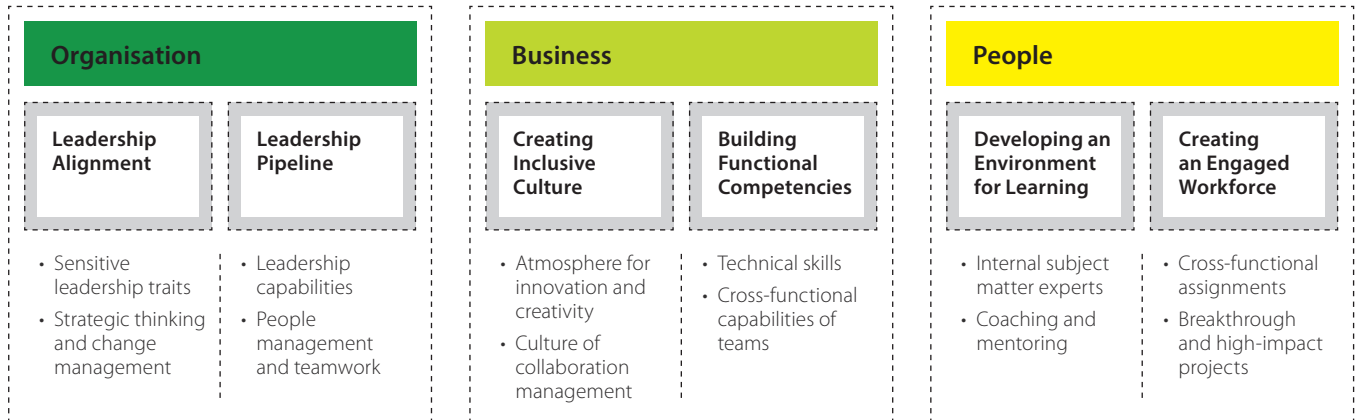 Organisation
Leadership
Alignment
Leadership
Pipeline
• Sensitive
leadership traits
• Strategic thinking
and change
management
• Leadership
capabilities
• People
management
and teamwork
Business
Creating
Inclusive
Culture
Building
Functional
Competencies
• Atmosphere for
innovation and
creativity
• Culture of
collaboration
management
• Technical skills
• Cross-functional
capabilities of
teams
People
Developing an
Environment
for Learning
Creating
an Engaged
Workforce
• Internal subject
matter experts
• Coaching and
mentoring
• Cross-functional
assignments
• Breakthrough
and high-impact
projects